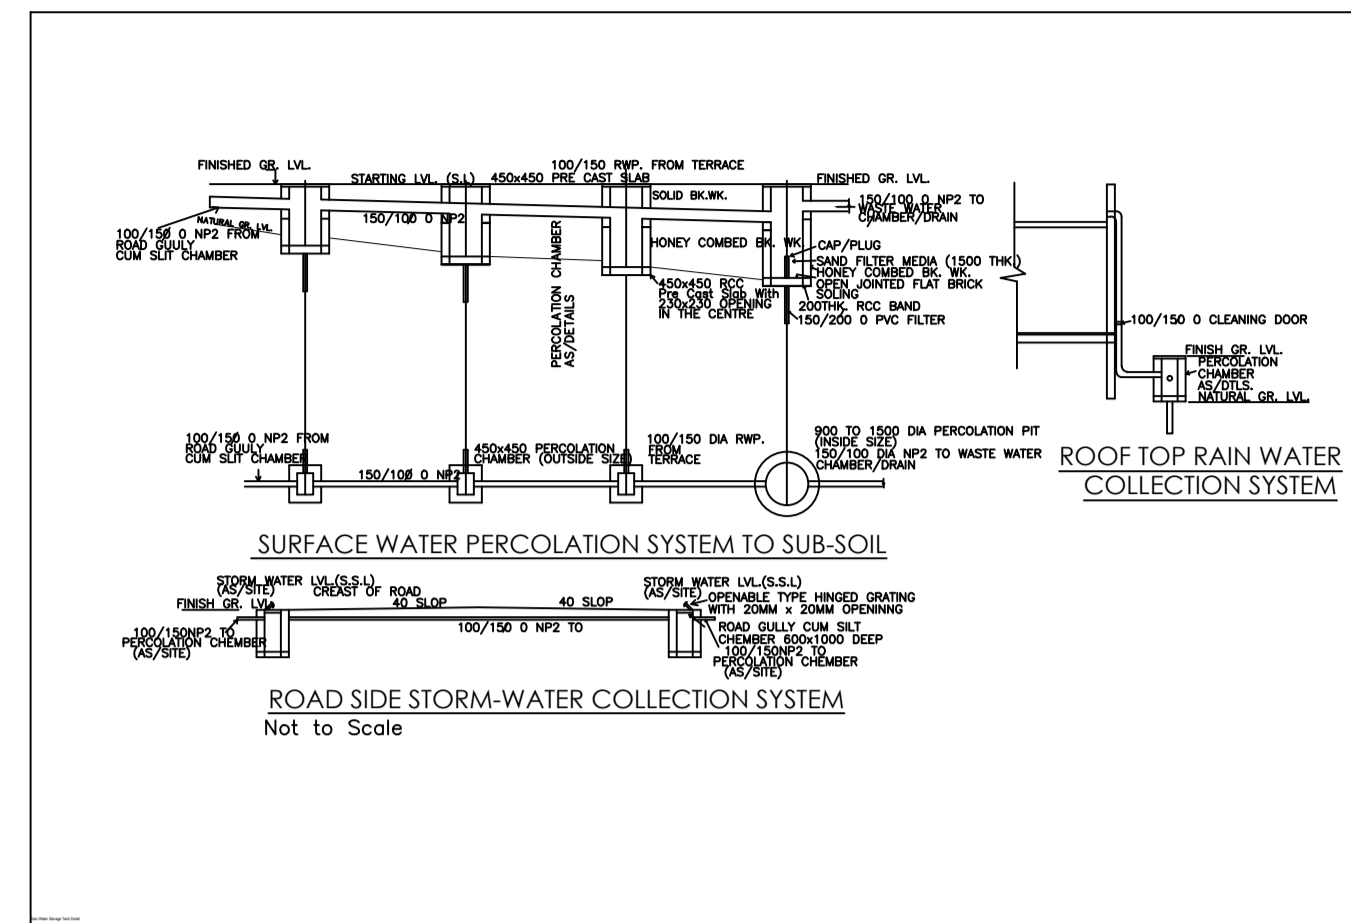 FINISHED GR. LVL.
100/150 RWP. FROM TERRACE
STARTING LVL. (S.L)
450x450 PRE CAST SLAB
FINISHED GR. LVL.
SOLID BK.WK.
150/100 0 NP2 TO
WASTE WATER
CHAMBER/DRAIN
NATURAL GR. LVL.
150/100 0 NP2
100/150 0 NP2 FROM
ROAD GUULY
CUM SLIT CHAMBER
HONEY COMBED BK. WK.
CAP/PLUG
SAND FILTER MEDIA (1500 THK.)
HONEY COMBED BK. WK.
OPEN JOINTED FLAT BRICK
SOLING
450x450 RCC
Pre Cast Slab With
230x230 OPENING
IN THE CENTRE
200THK. RCC BAND
150/200 0 PVC FILTER
PERCOLATION CHAMBER
AS/DETAILS
100/150 0 CLEANING DOOR
FINISH GR. LVL.
PERCOLATION
CHAMBER
AS/DTLS.
NATURAL GR. LVL.
100/150 0 NP2 FROM
ROAD GUULY
CUM SLIT CHAMBER
150/100 0 NP2
450x450 PERCOLATION
CHAMBER (OUTSIDE SIZE)
100/150 DIA RWP.
FROM
TERRACE
900 TO 1500 DIA PERCOLATION PIT
(INSIDE SIZE)
150/100 DIA NP2 TO WASTE WATER
CHAMBER/DRAIN
ROOF TOP RAIN WATER
COLLECTION SYSTEM
SURFACE WATER PERCOLATION SYSTEM TO SUB-SOIL
STORM WATER LVL.(S.S.L)
(AS/SITE)
CREAST OF ROAD
FINISH GR. LVL.
40 SLOP
40 SLOP
STORM WATER LVL.(S.S.L)
(AS/SITE)
OPENABLE TYPE HINGED GRATING
WITH 20MM x 20MM OPENINNG
100/150 0 NP2 TO
100/150NP2 TO
PERCOLATION CHEMBER
(AS/SITE)
ROAD GULLY CUM SILT
CHEMBER 600x1000 DEEP
100/150NP2 TO
PERCOLATION CHEMBER
(AS/SITE)
ROAD SIDE STORM-WATER COLLECTION SYSTEM
Not to Scale